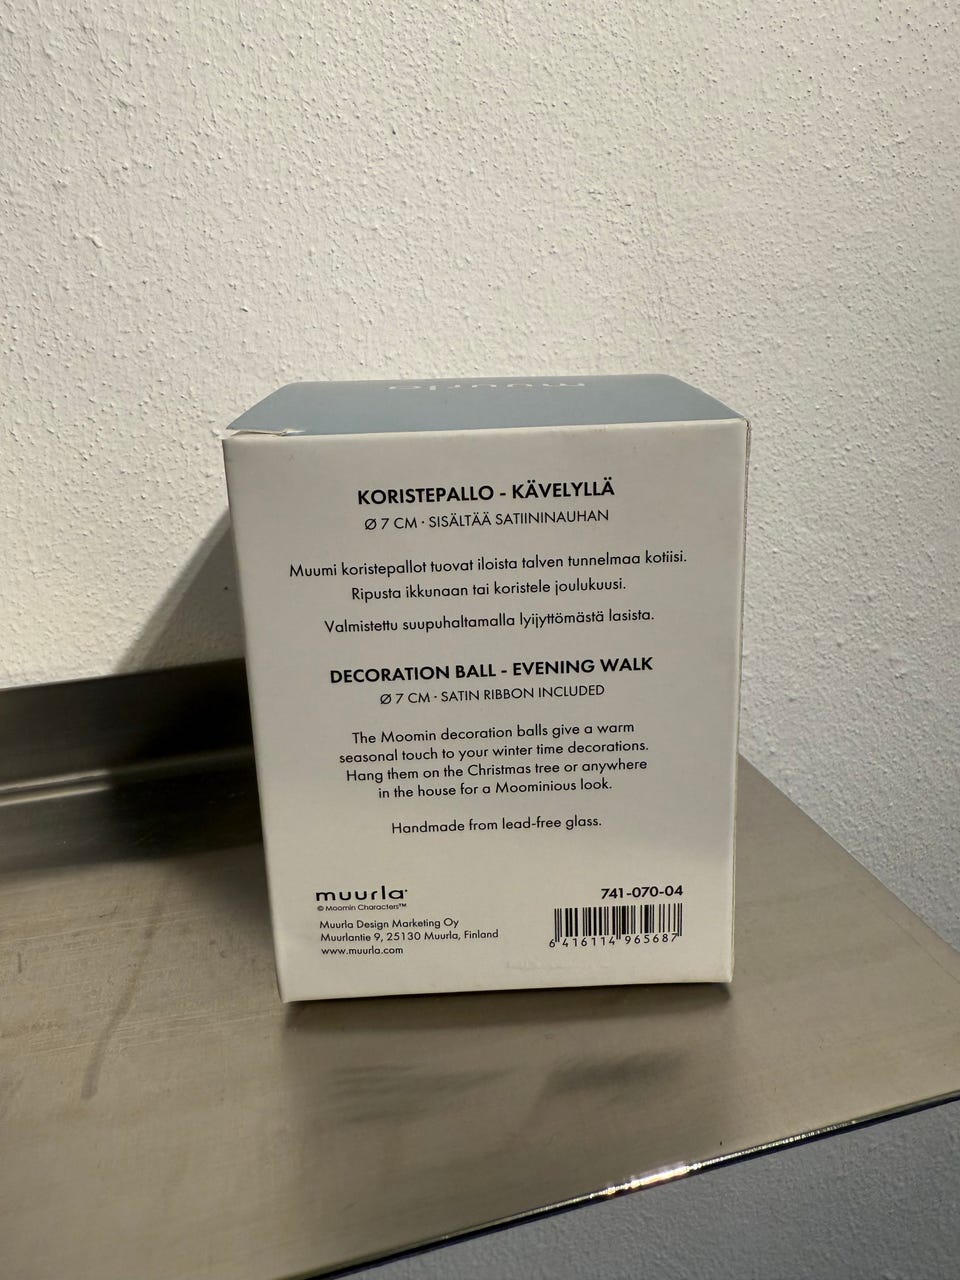 muurla
KORISTEPALLO - KÄVELYLLÄ
Ø 7 CM · SISÄLTÄÄ SATIININAUHAN
Muumi koristepallot tuovat iloista talven tunnelmaa kotiisi.
Ripusta ikkunaan tai koristele joulukuusi.
Valmistettu suupuhaltamalla lyijyttömästä lasista.
DECORATION BALL - EVENING WALK
Ø 7 CM · SATIN RIBBON INCLUDED
The Moomin decoration balls give a warm
seasonal touch to your winter time decorations.
Hang them on the Christmas tree or anywhere
in the house for a Moominious look.
Handmade from lead-free glass.
muurla
© Moomin Characters™
Muurla Design Marketing Oy
Muurlantie 9, 25130 Muurla, Finland
www.muurla.com
741-070-04
6 416114 965687